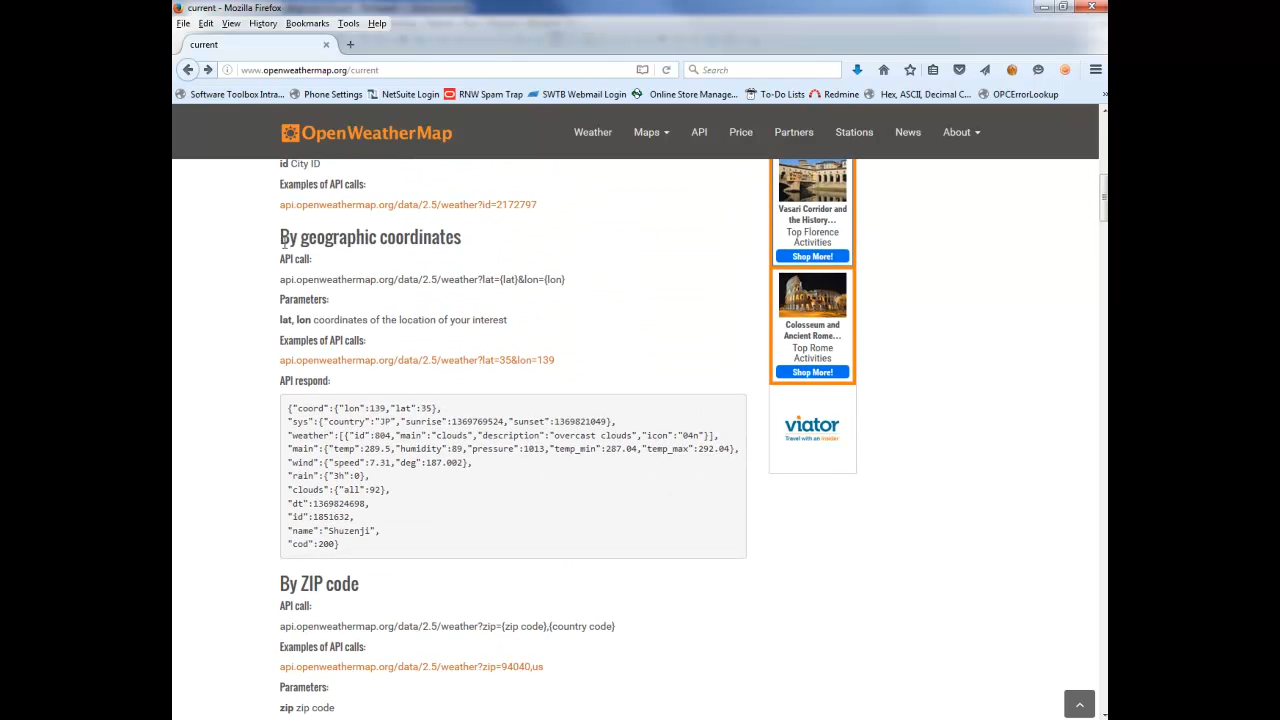 current - Mozilla Firefox
File Edit View History Bookmarks Tools Help
current
www.openweathermap.org/current
Search
Software Toolbox Intra... Phone Settings NetSuite Login RNW Spam Trap SWTB Webmail Login Online Store Manage... To-Do Lists Redmine Hex, ASCII, Decimal C... OPCErrorLookup
OpenWeatherMap Weather Maps API Price Partners Stations News About
id City ID
Examples of API calls:
api.openweathermap.org/data/2.5/weather?id=2172797
By geographic coordinates
API call:
api.openweathermap.org/data/2.5/weather?lat={lat}&lon={lon}
Parameters:
lat, lon coordinates of the location of your interest
Examples of API calls:
api.openweathermap.org/data/2.5/weather?lat=35&lon=139
API respond:
{"coord":{"lon":139,"lat":35},
"sys":{"country":"JP","sunrise":1369769524,"sunset":1369821049},
"weather":[{"id":804,"main":"clouds","description":"overcast clouds","icon":"04n"}],
"main":{"temp":289.5,"humidity":89,"pressure":1013,"temp_min":287.04,"temp_max":292.04},
"wind":{"speed":7.31,"deg":187.002},
"rain":{"3h":0},
"clouds":{"all":92},
"dt":1369824698,
"id":1851632,
"name":"Shuzenji",
"cod":200}
By ZIP code
API call:
api.openweathermap.org/data/2.5/weather?zip={zip code},{country code}
Examples of API calls:
api.openweathermap.org/data/2.5/weather?zip=94040,us
Parameters:
zip zip code
Vasari Corridor and
the History...
Top Florence
Activities
Shop More!
Colosseum and
Ancient Rome...
Top Rome
Activities
Shop More!
viator
Travel with an insider